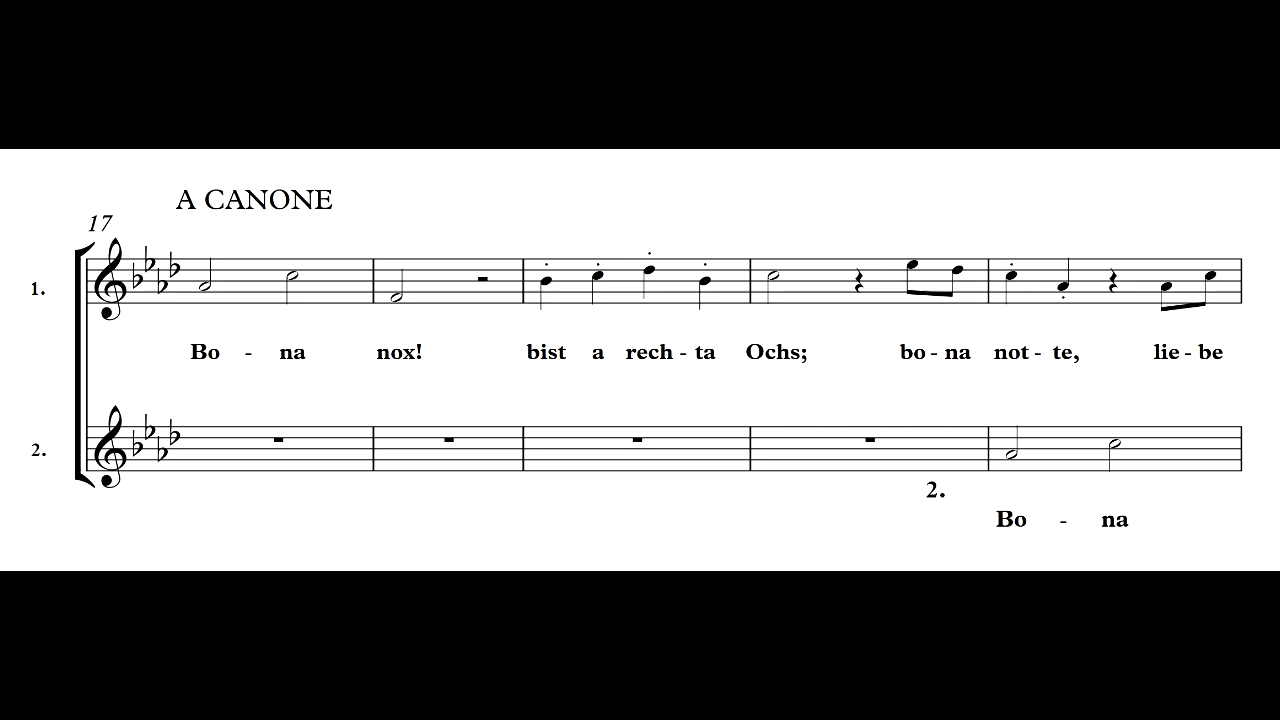 A CANONE
17
1.
Bo - na nox! bist a rech - ta Ochs; bo - na not - te, lie - be
2.
2.
Bo - na